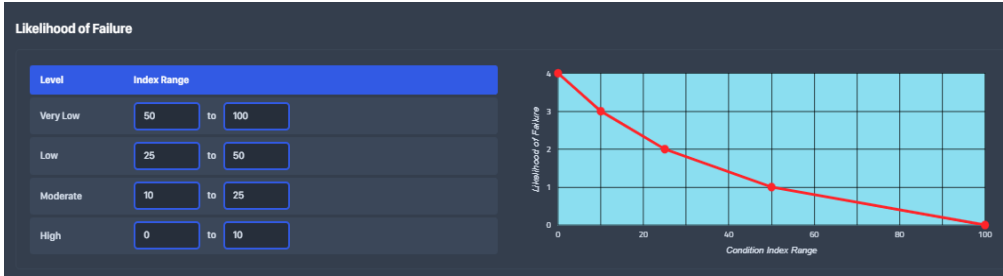 Likelihood of Failure
Level Index Range
Very Low 50 to 100
Low 25 to 50
Moderate 10 to 25
High 0 to 10
Likelihood of Failure
4
3
2
1
0
0 20 40 60 80 100
Condition Index Range